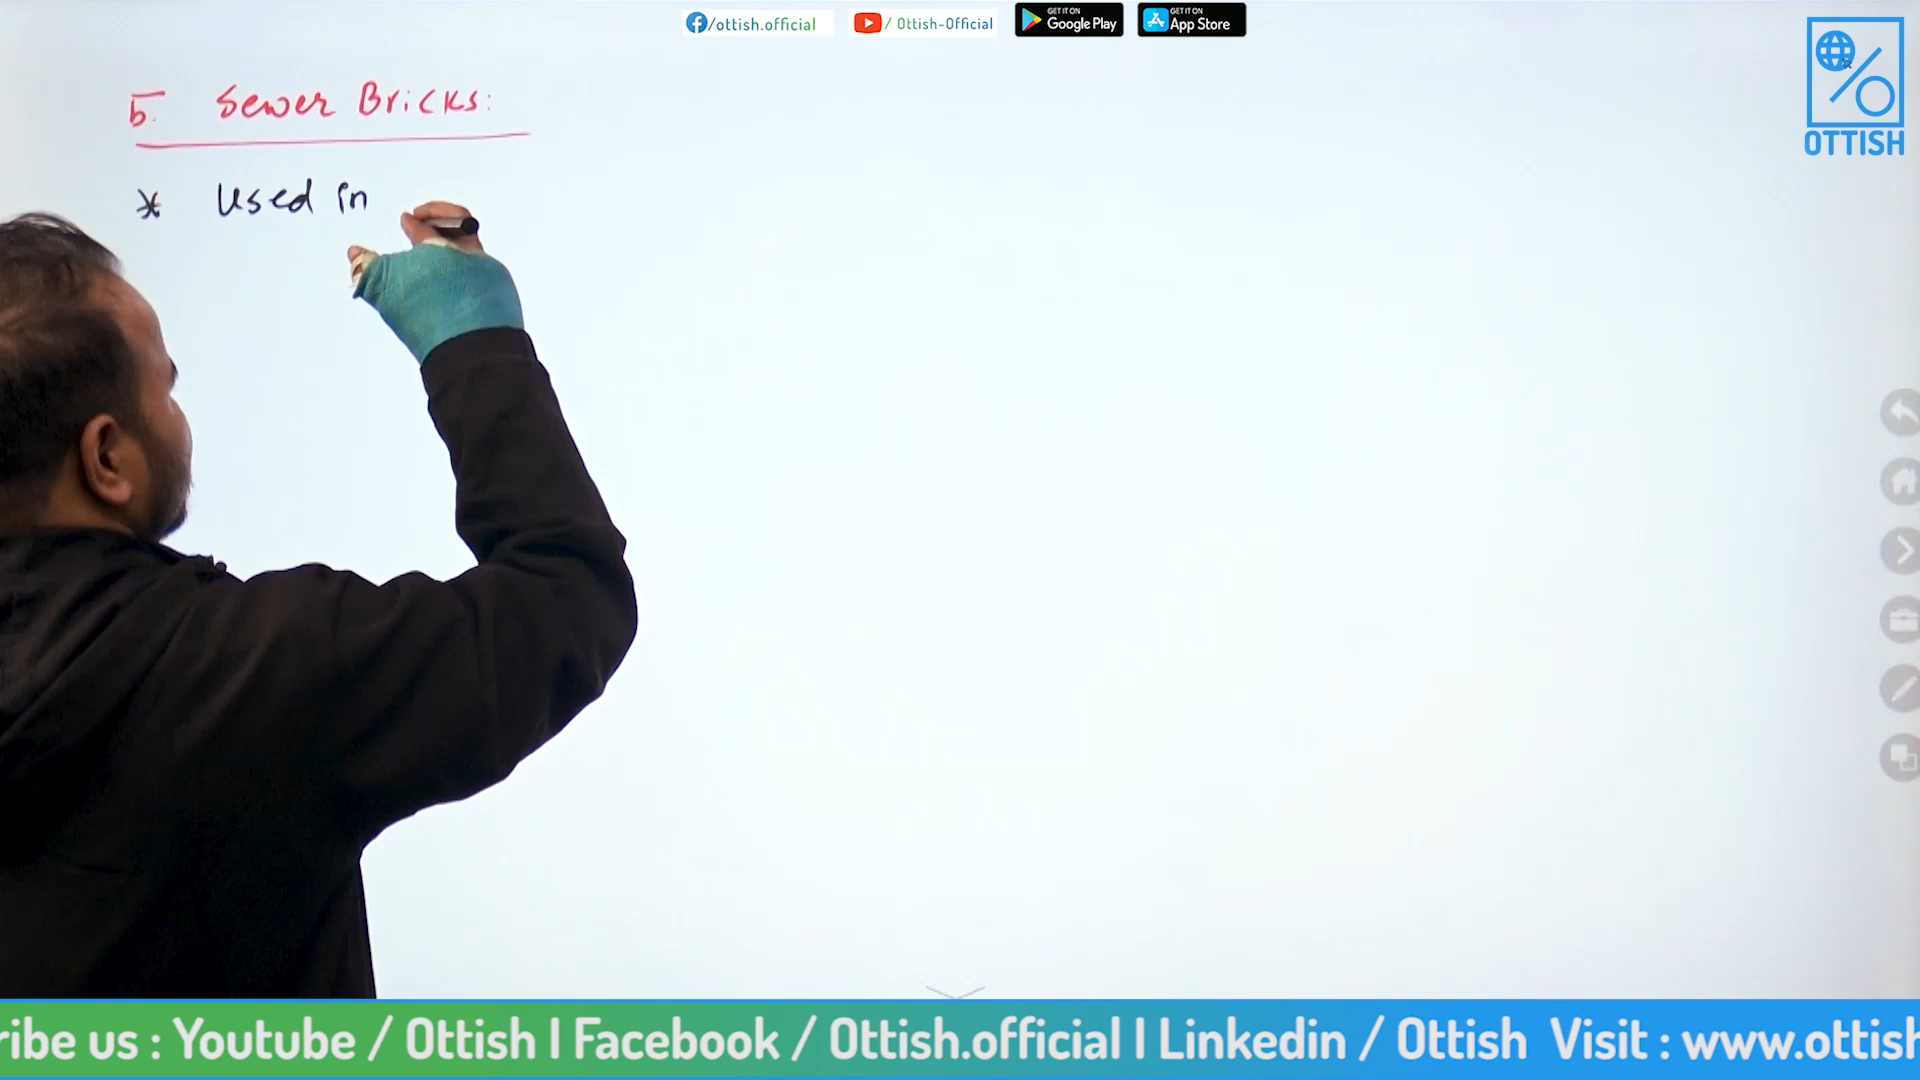 /ottish.official / Ottish-Official GET IT ON Google Play GET IT ON App Store
OTTISH
5. Sewer Bricks:
* Used in
ribe us : Youtube / Ottish I Facebook / Ottish.official I Linkedin / Ottish Visit : www.ottish